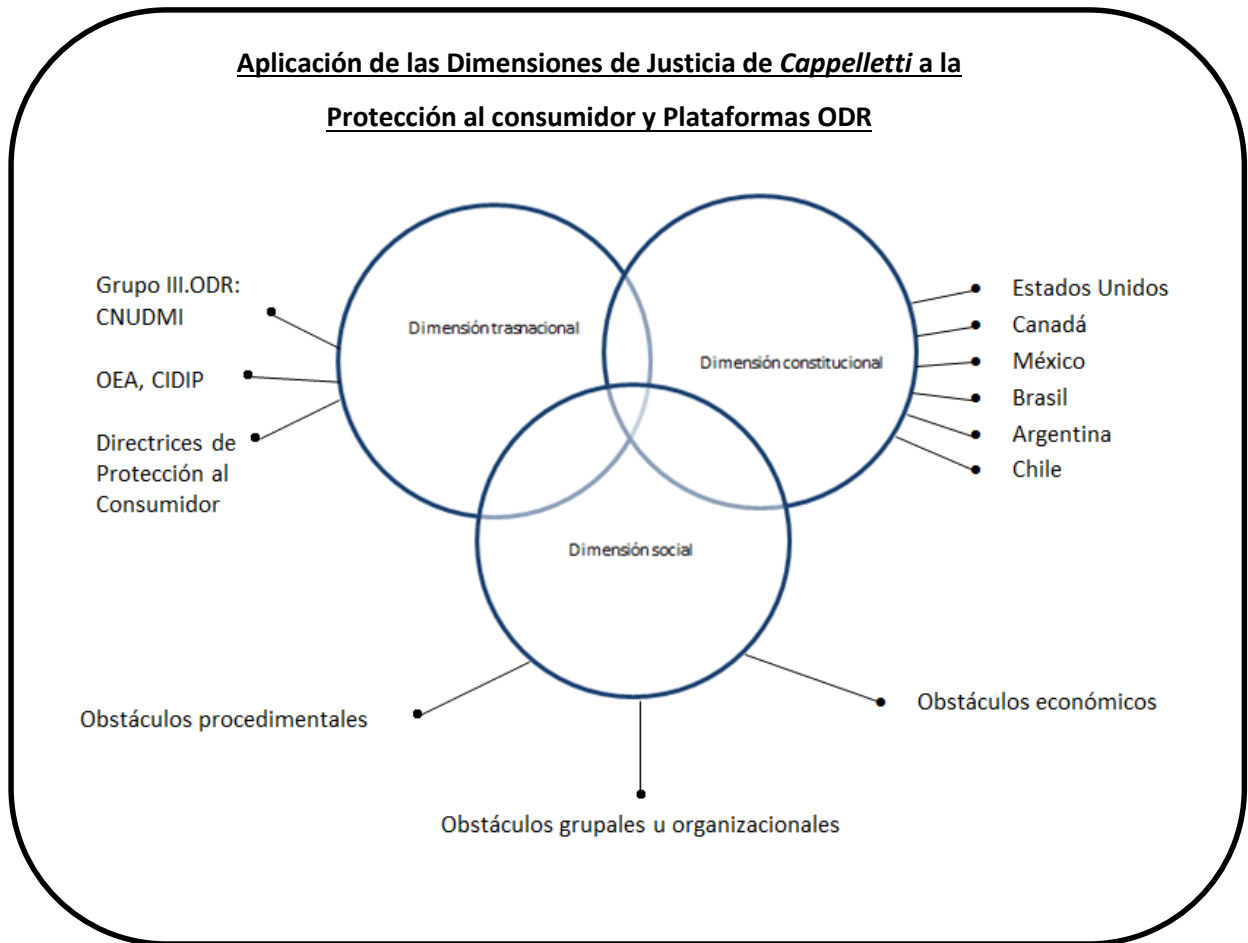 Aplicación de las Dimensiones de Justicia de Cappelletti a la
Protección al consumidor y Plataformas ODR
Grupo III.ODR:
CNUDMI
OEA, CIDIP
Directrices de
Protección al
Consumidor
Dimensión trasnacional
Dimensión constitucional
Estados Unidos
Canadá
México
Brasil
Argentina
Chile
Dimensión social
Obstáculos procedimentales
Obstáculos económicos
Obstáculos grupales u organizacionales